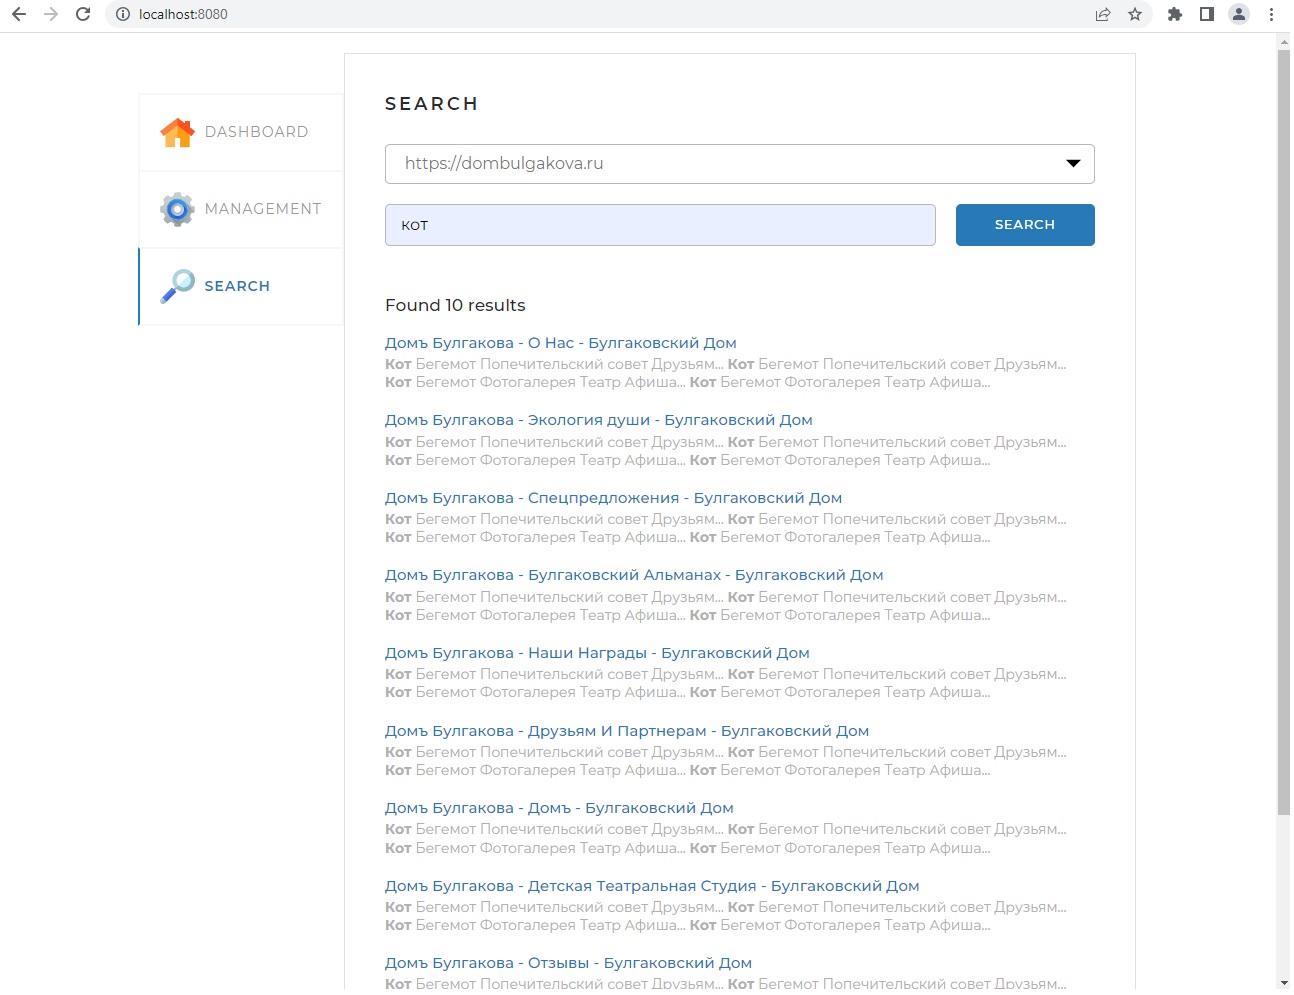 localhost:8080
SEARCH
DASHBOARD
https://dombulgakova.ru
MANAGEMENT
кот
SEARCH
SEARCH
Found 10 results
Домъ Булгакова - О Нас - Булгаковский Дом
Кот Бегемот Попечительский совет Друзьям... Кот Бегемот Попечительский совет Друзьям...
Кот Бегемот Фотогалерея Театр Афиша... Кот Бегемот Фотогалерея Театр Афиша...
Домъ Булгакова - Экология души - Булгаковский Дом
Кот Бегемот Попечительский совет Друзьям... Кот Бегемот Попечительский совет Друзьям...
Кот Бегемот Фотогалерея Театр Афиша... Кот Бегемот Фотогалерея Театр Афиша...
Домъ Булгакова - Спецпредложения - Булгаковский Дом
Кот Бегемот Попечительский совет Друзьям... Кот Бегемот Попечительский совет Друзьям...
Кот Бегемот Фотогалерея Театр Афиша... Кот Бегемот Фотогалерея Театр Афиша...
Домъ Булгакова - Булгаковский Альманах - Булгаковский Дом
Кот Бегемот Попечительский совет Друзьям... Кот Бегемот Попечительский совет Друзьям...
Кот Бегемот Фотогалерея Театр Афиша... Кот Бегемот Фотогалерея Театр Афиша...
Домъ Булгакова - Наши Награды - Булгаковский Дом
Кот Бегемот Попечительский совет Друзьям... Кот Бегемот Попечительский совет Друзьям...
Кот Бегемот Фотогалерея Театр Афиша... Кот Бегемот Фотогалерея Театр Афиша...
Домъ Булгакова - Друзьям И Партнерам - Булгаковский Дом
Кот Бегемот Попечительский совет Друзьям... Кот Бегемот Попечительский совет Друзьям...
Кот Бегемот Фотогалерея Театр Афиша... Кот Бегемот Фотогалерея Театр Афиша...
Домъ Булгакова - Домъ - Булгаковский Дом
Кот Бегемот Попечительский совет Друзьям... Кот Бегемот Попечительский совет Друзьям...
Кот Бегемот Фотогалерея Театр Афиша... Кот Бегемот Фотогалерея Театр Афиша...
Домъ Булгакова - Детская Театральная Студия - Булгаковский Дом
Кот Бегемот Попечительский совет Друзьям... Кот Бегемот Попечительский совет Друзьям...
Кот Бегемот Фотогалерея Театр Афиша... Кот Бегемот Фотогалерея Театр Афиша...
Домъ Булгакова - Отзывы - Булгаковский Дом
Кот Бегемот Попечительский совет Друзьям... Кот Бегемот Попечительский совет Друзьям...